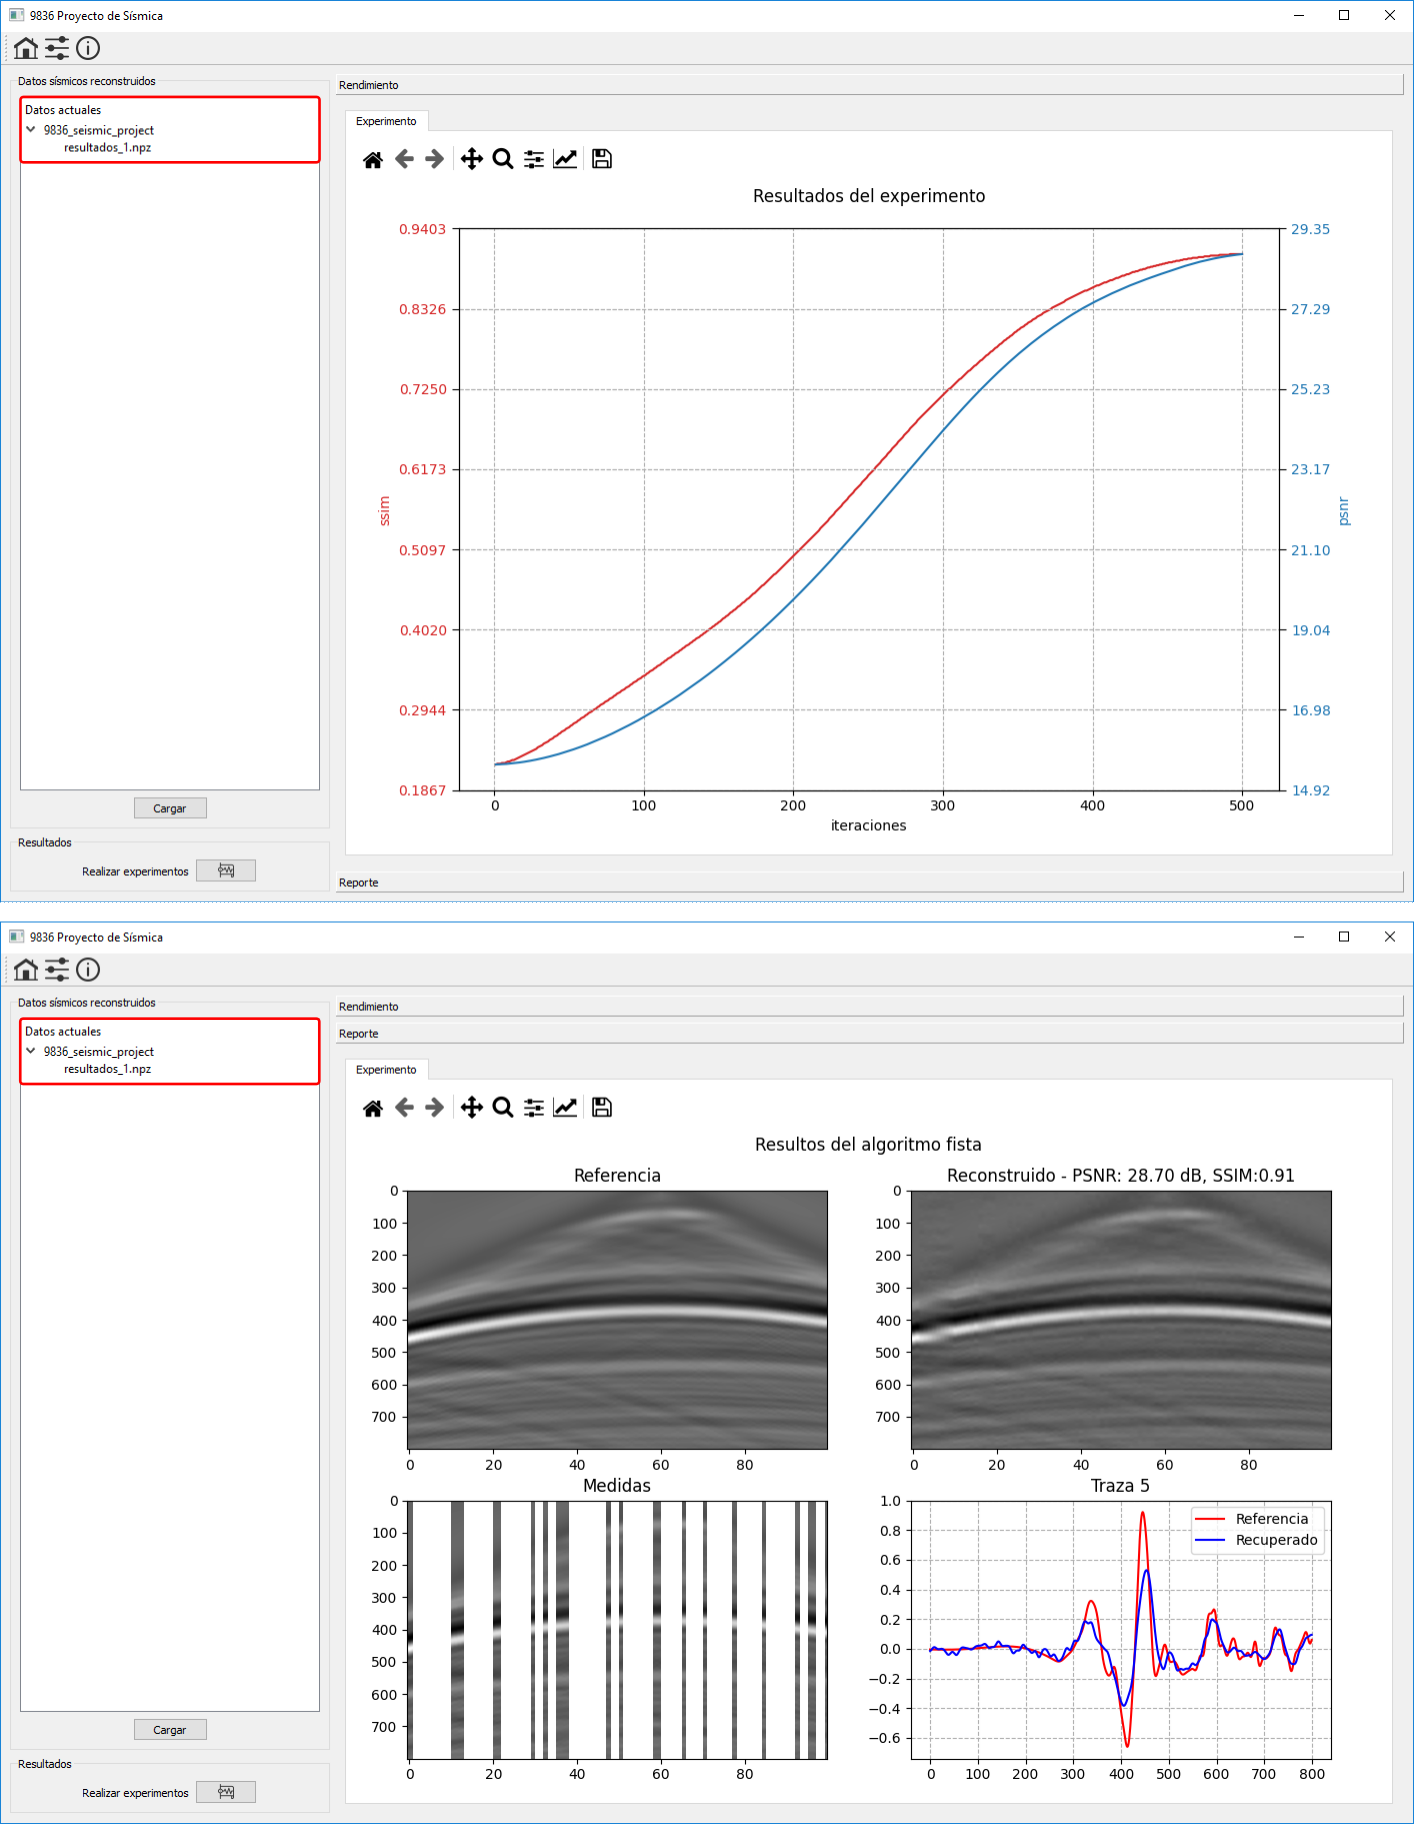 9836 Proyecto de Sísmica
Datos sísmicos reconstruidos
Datos actuales
9836_seismic_project
resultados_1.npz
Cargar
Resultados
Realizar experimentos
Rendimiento
Experimento
Resultados del experimento
0.9403
0.8326
0.7250
0.6173
0.5097
0.4020
0.2944
0.1867
ssim
29.35
27.29
25.23
23.17
21.10
19.04
16.98
14.92
psnr
0 100 200 300 400 500
iteraciones
Reporte
9836 Proyecto de Sísmica
Datos sísmicos reconstruidos
Datos actuales
9836_seismic_project
resultados_1.npz
Cargar
Resultados
Realizar experimentos
Rendimiento
Reporte
Experimento
Resultos del algoritmo fista
Referencia
0
100
200
300
400
500
600
700
0 20 40 60 80
Reconstruido - PSNR: 28.70 dB, SSIM:0.91
0
100
200
300
400
500
600
700
0 20 40 60 80
Medidas
0
100
200
300
400
500
600
700
0 20 40 60 80
Traza 5
1.0
0.8
0.6
0.4
0.2
0.0
−0.2
−0.4
−0.6
Referencia
Recuperado
0 100 200 300 400 500 600 700 800